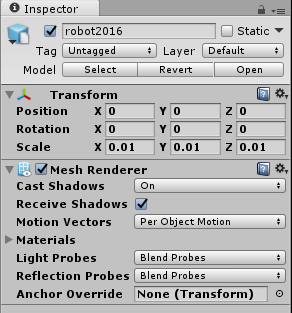 Inspector
robot2016 Static
Tag Untagged Layer Default
Model Select Revert Open
Transform
Position X 0 Y 0 Z 0
Rotation X 0 Y 0 Z 0
Scale X 0.01 Y 0.01 Z 0.01
Mesh Renderer
Cast Shadows On
Receive Shadows
Motion Vectors Per Object Motion
Materials
Light Probes Blend Probes
Reflection Probes Blend Probes
Anchor Override None (Transform)